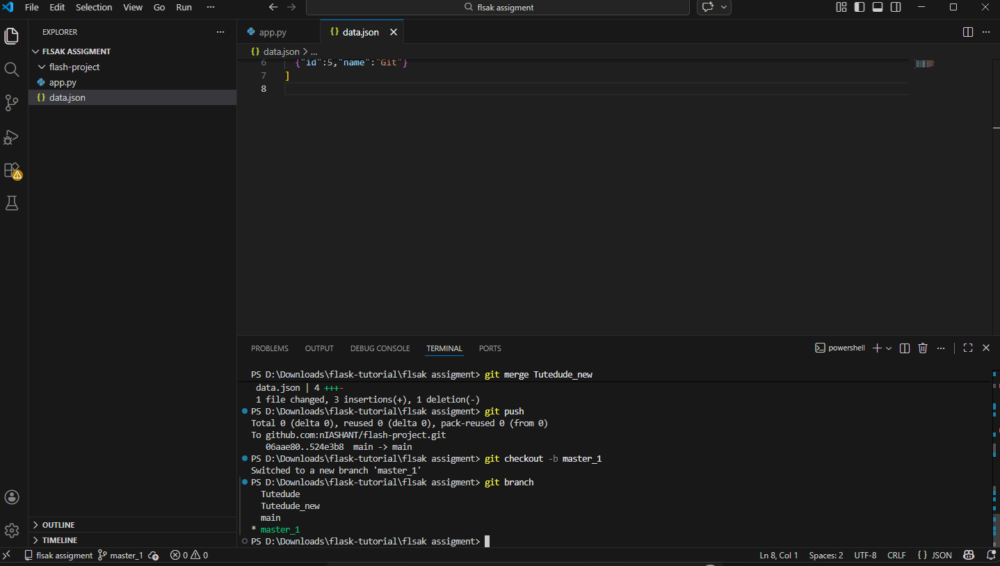 File Edit Selection View Go Run ··· flsak assigment
EXPLORER ···
FLSAK ASSIGMENT
flash-project
app.py
{} data.json
OUTLINE
TIMELINE
app.py {} data.json
{} data.json > ...
6 {"id":5,"name":"Git"}
7 ]
8
PROBLEMS OUTPUT DEBUG CONSOLE TERMINAL PORTS powershell
PS D:\Downloads\flask-tutorial\flsak assigment> git merge Tutedude_new
data.json | 4 +++-
1 file changed, 3 insertions(+), 1 deletion(-)
PS D:\Downloads\flask-tutorial\flsak assigment> git push
Total 0 (delta 0), reused 0 (delta 0), pack-reused 0 (from 0)
To github.com:nIASHANT/flash-project.git
06aae80..524e3b8 main -> main
PS D:\Downloads\flask-tutorial\flsak assigment> git checkout -b master_1
Switched to a new branch 'master_1'
PS D:\Downloads\flask-tutorial\flsak assigment> git branch
Tutedude
Tutedude_new
main
* master_1
PS D:\Downloads\flask-tutorial\flsak assigment>
flsak assigment master_1 0 0 Ln 8, Col 1 Spaces: 2 UTF-8 CRLF {} JSON